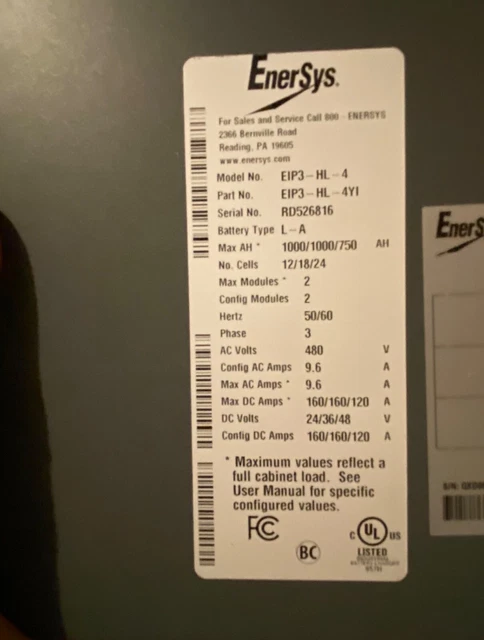 EnerSys.
For Sales and Service Call 800 - ENERSYS
2366 Bernville Road
Reading, PA 19605
www enersys com
Model No. EIP3-HL-4
Part No. EIP3-HL-4YI
Serial No. RD526816
Battery Type L-A
Max AH * 1000/1000/750 AH
No. Cells 12/18/24
Max Modules * 2
Config Modules 2
Hertz 50/60
Phase 3
AC Volts 480 V
Config AC Amps 9.6 A
Max AC Amps * 9.6 A
Max DC Amps * 160/160/120 A
DC Volts 24/36/48 V
Config DC Amps 160/160/120 A
* Maximum values reflect a
full cabinet load. See
User Manual for specific
configured values.
FC
BC
C UL US
LISTED
EnerS
S/N: